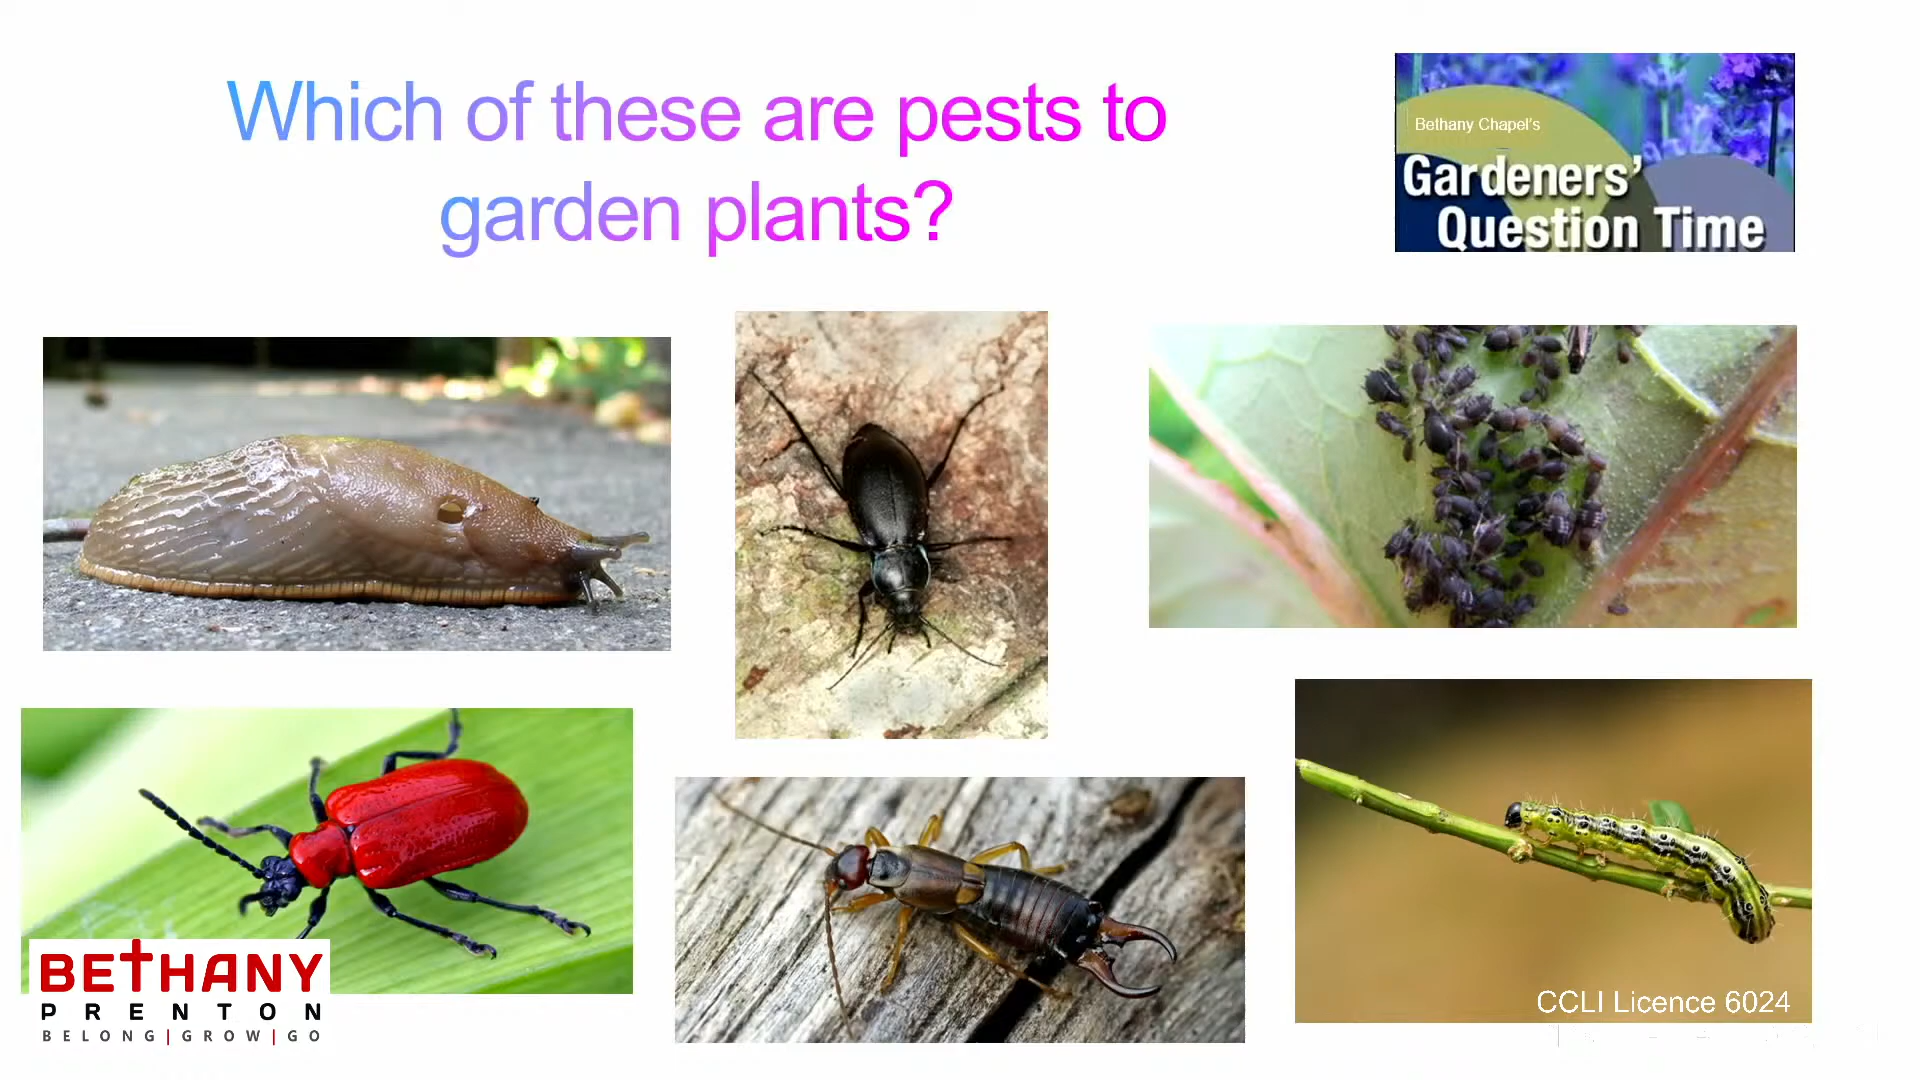 Which of these are pests to
garden plants?
Bethany Chapel's
Gardeners'
Question Time
BETHANY
PRENTON
BELONG|GROW|GO
CCLI Licence 6024